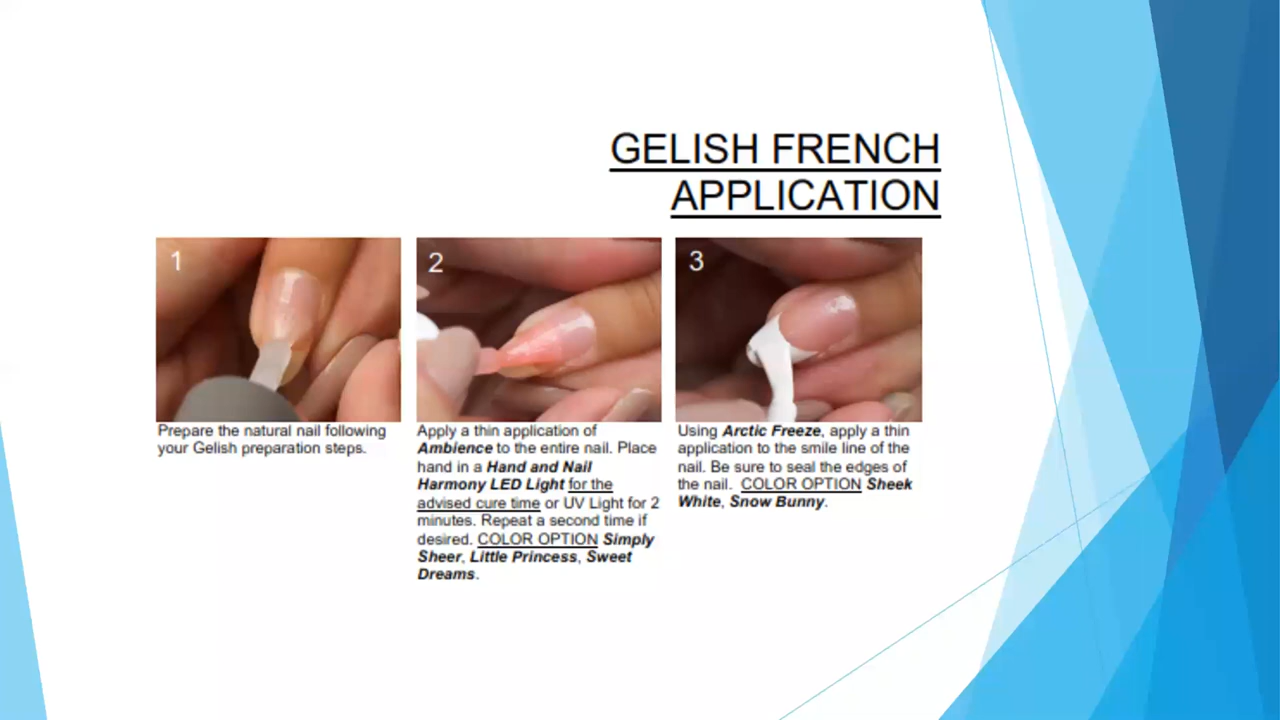 GELISH FRENCH
APPLICATION
1
2
3
Prepare the natural nail following
your Gelish preparation steps.
Apply a thin application of
Ambience to the entire nail. Place
hand in a Hand and Nail
Harmony LED Light for the
advised cure time or UV Light for 2
minutes. Repeat a second time if
desired. COLOR OPTION Simply
Sheer, Little Princess, Sweet
Dreams.
Using Arctic Freeze, apply a thin
application to the smile line of the
nail. Be sure to seal the edges of
the nail.  COLOR OPTION Sheek
White, Snow Bunny.